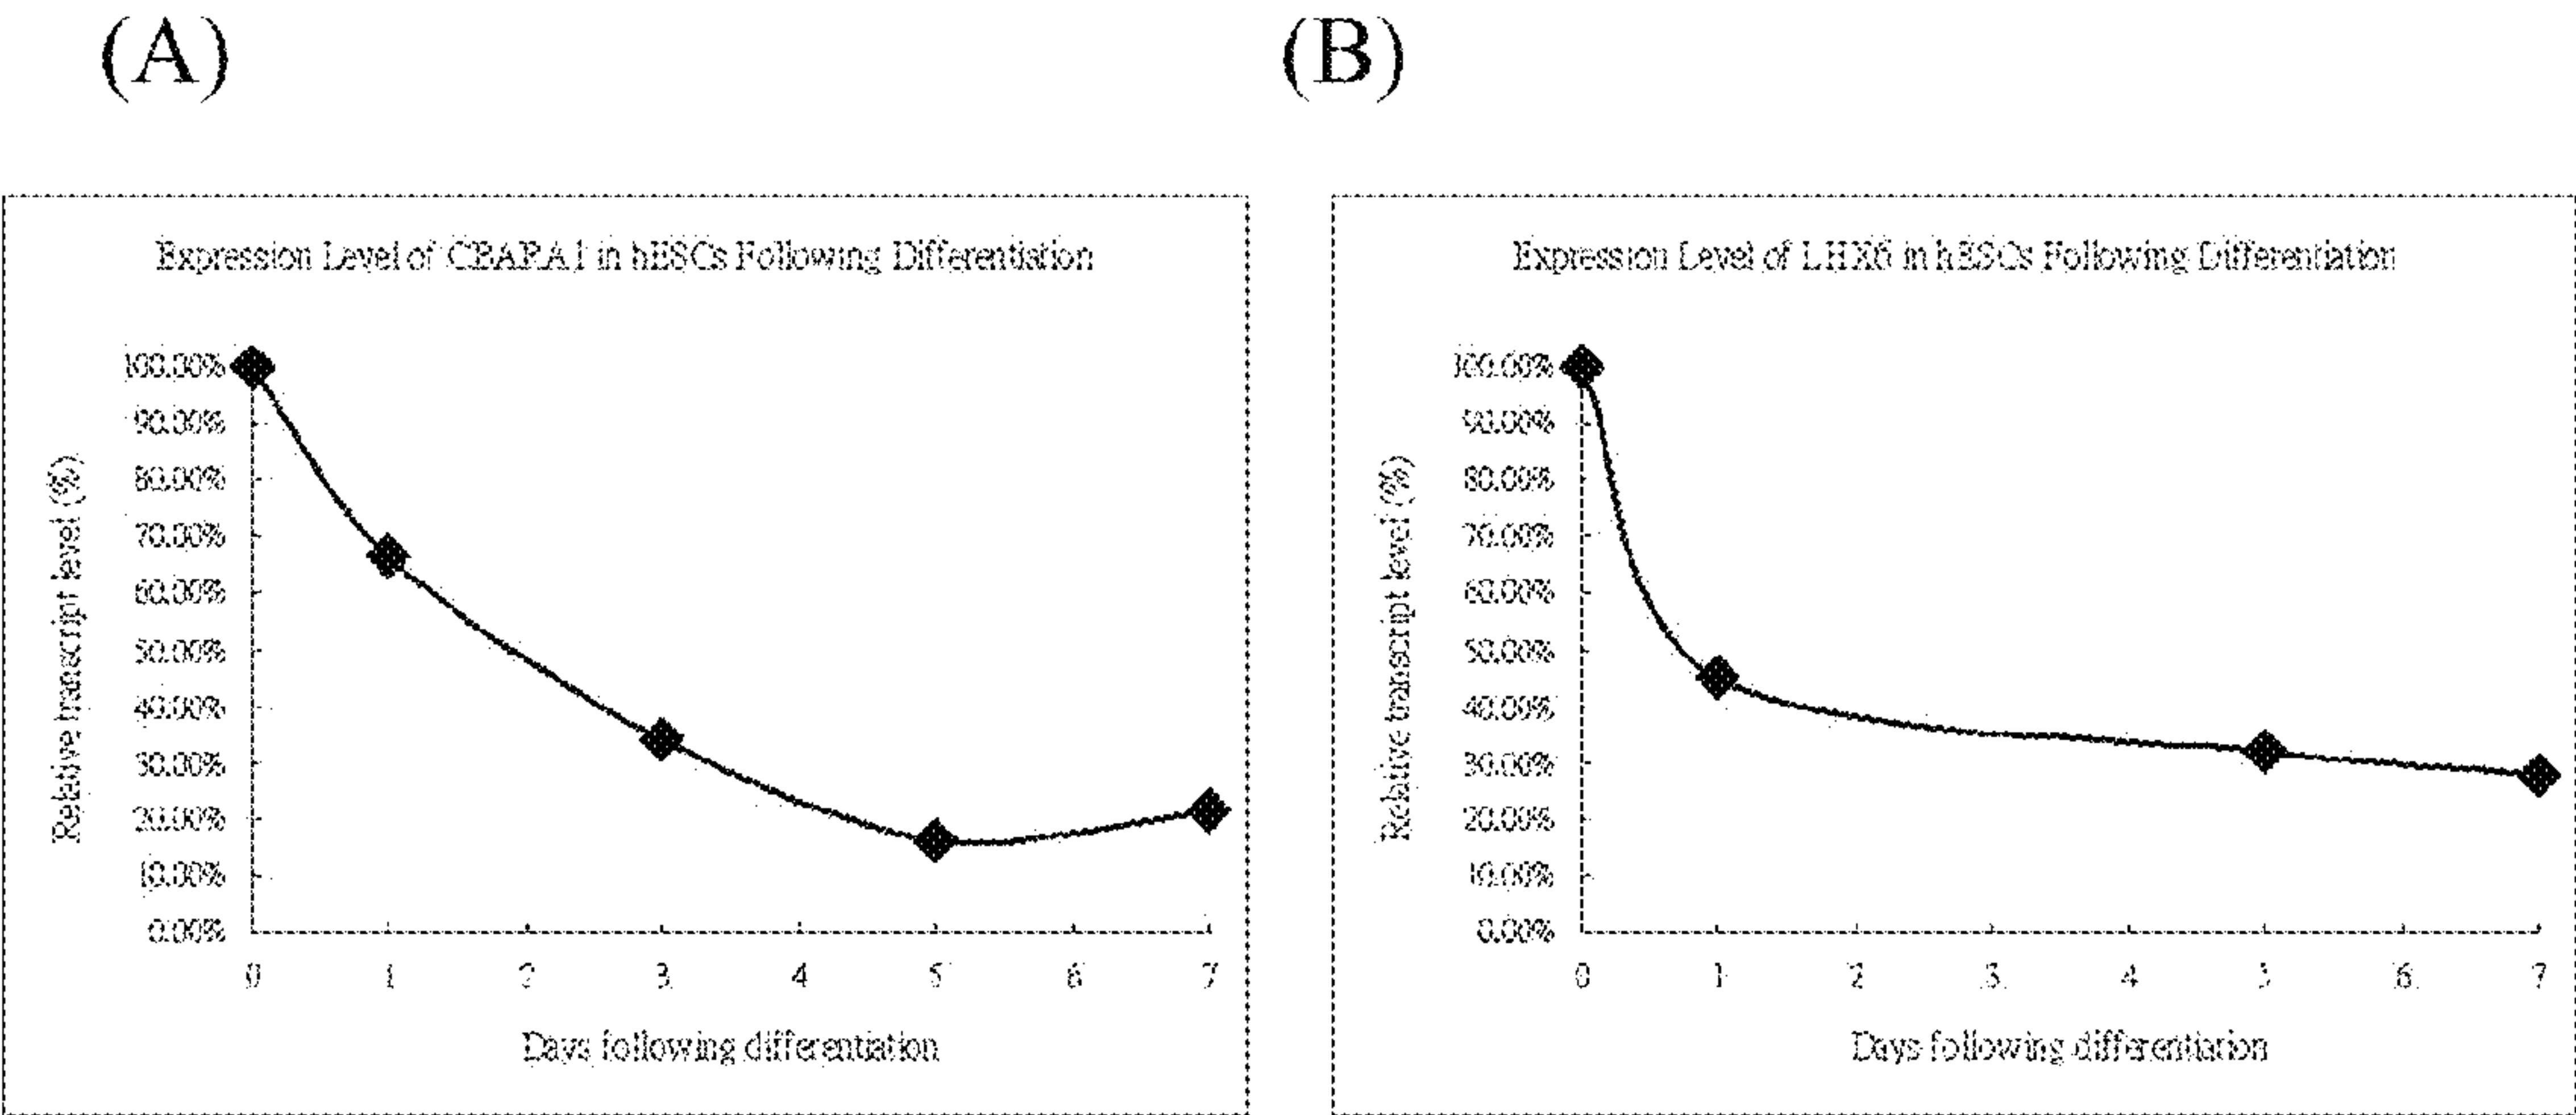 (A)
(B)
Expression Level of CBARA1 in hESCs Following Differentiation
100.00%
90.00%
80.00%
70.00%
60.00%
50.00%
40.00%
30.00%
20.00%
10.00%
0.00%
Relative transcript level (%)
0 1 2 3 4 5 6 7
Days following differentiation
Expression Level of LHX6 in hESCs Following Differentiation
100.00%
90.00%
80.00%
70.00%
60.00%
50.00%
40.00%
30.00%
20.00%
10.00%
0.00%
Relative transcript level (%)
0 1 2 3 4 5 6 7
Days following differentiation